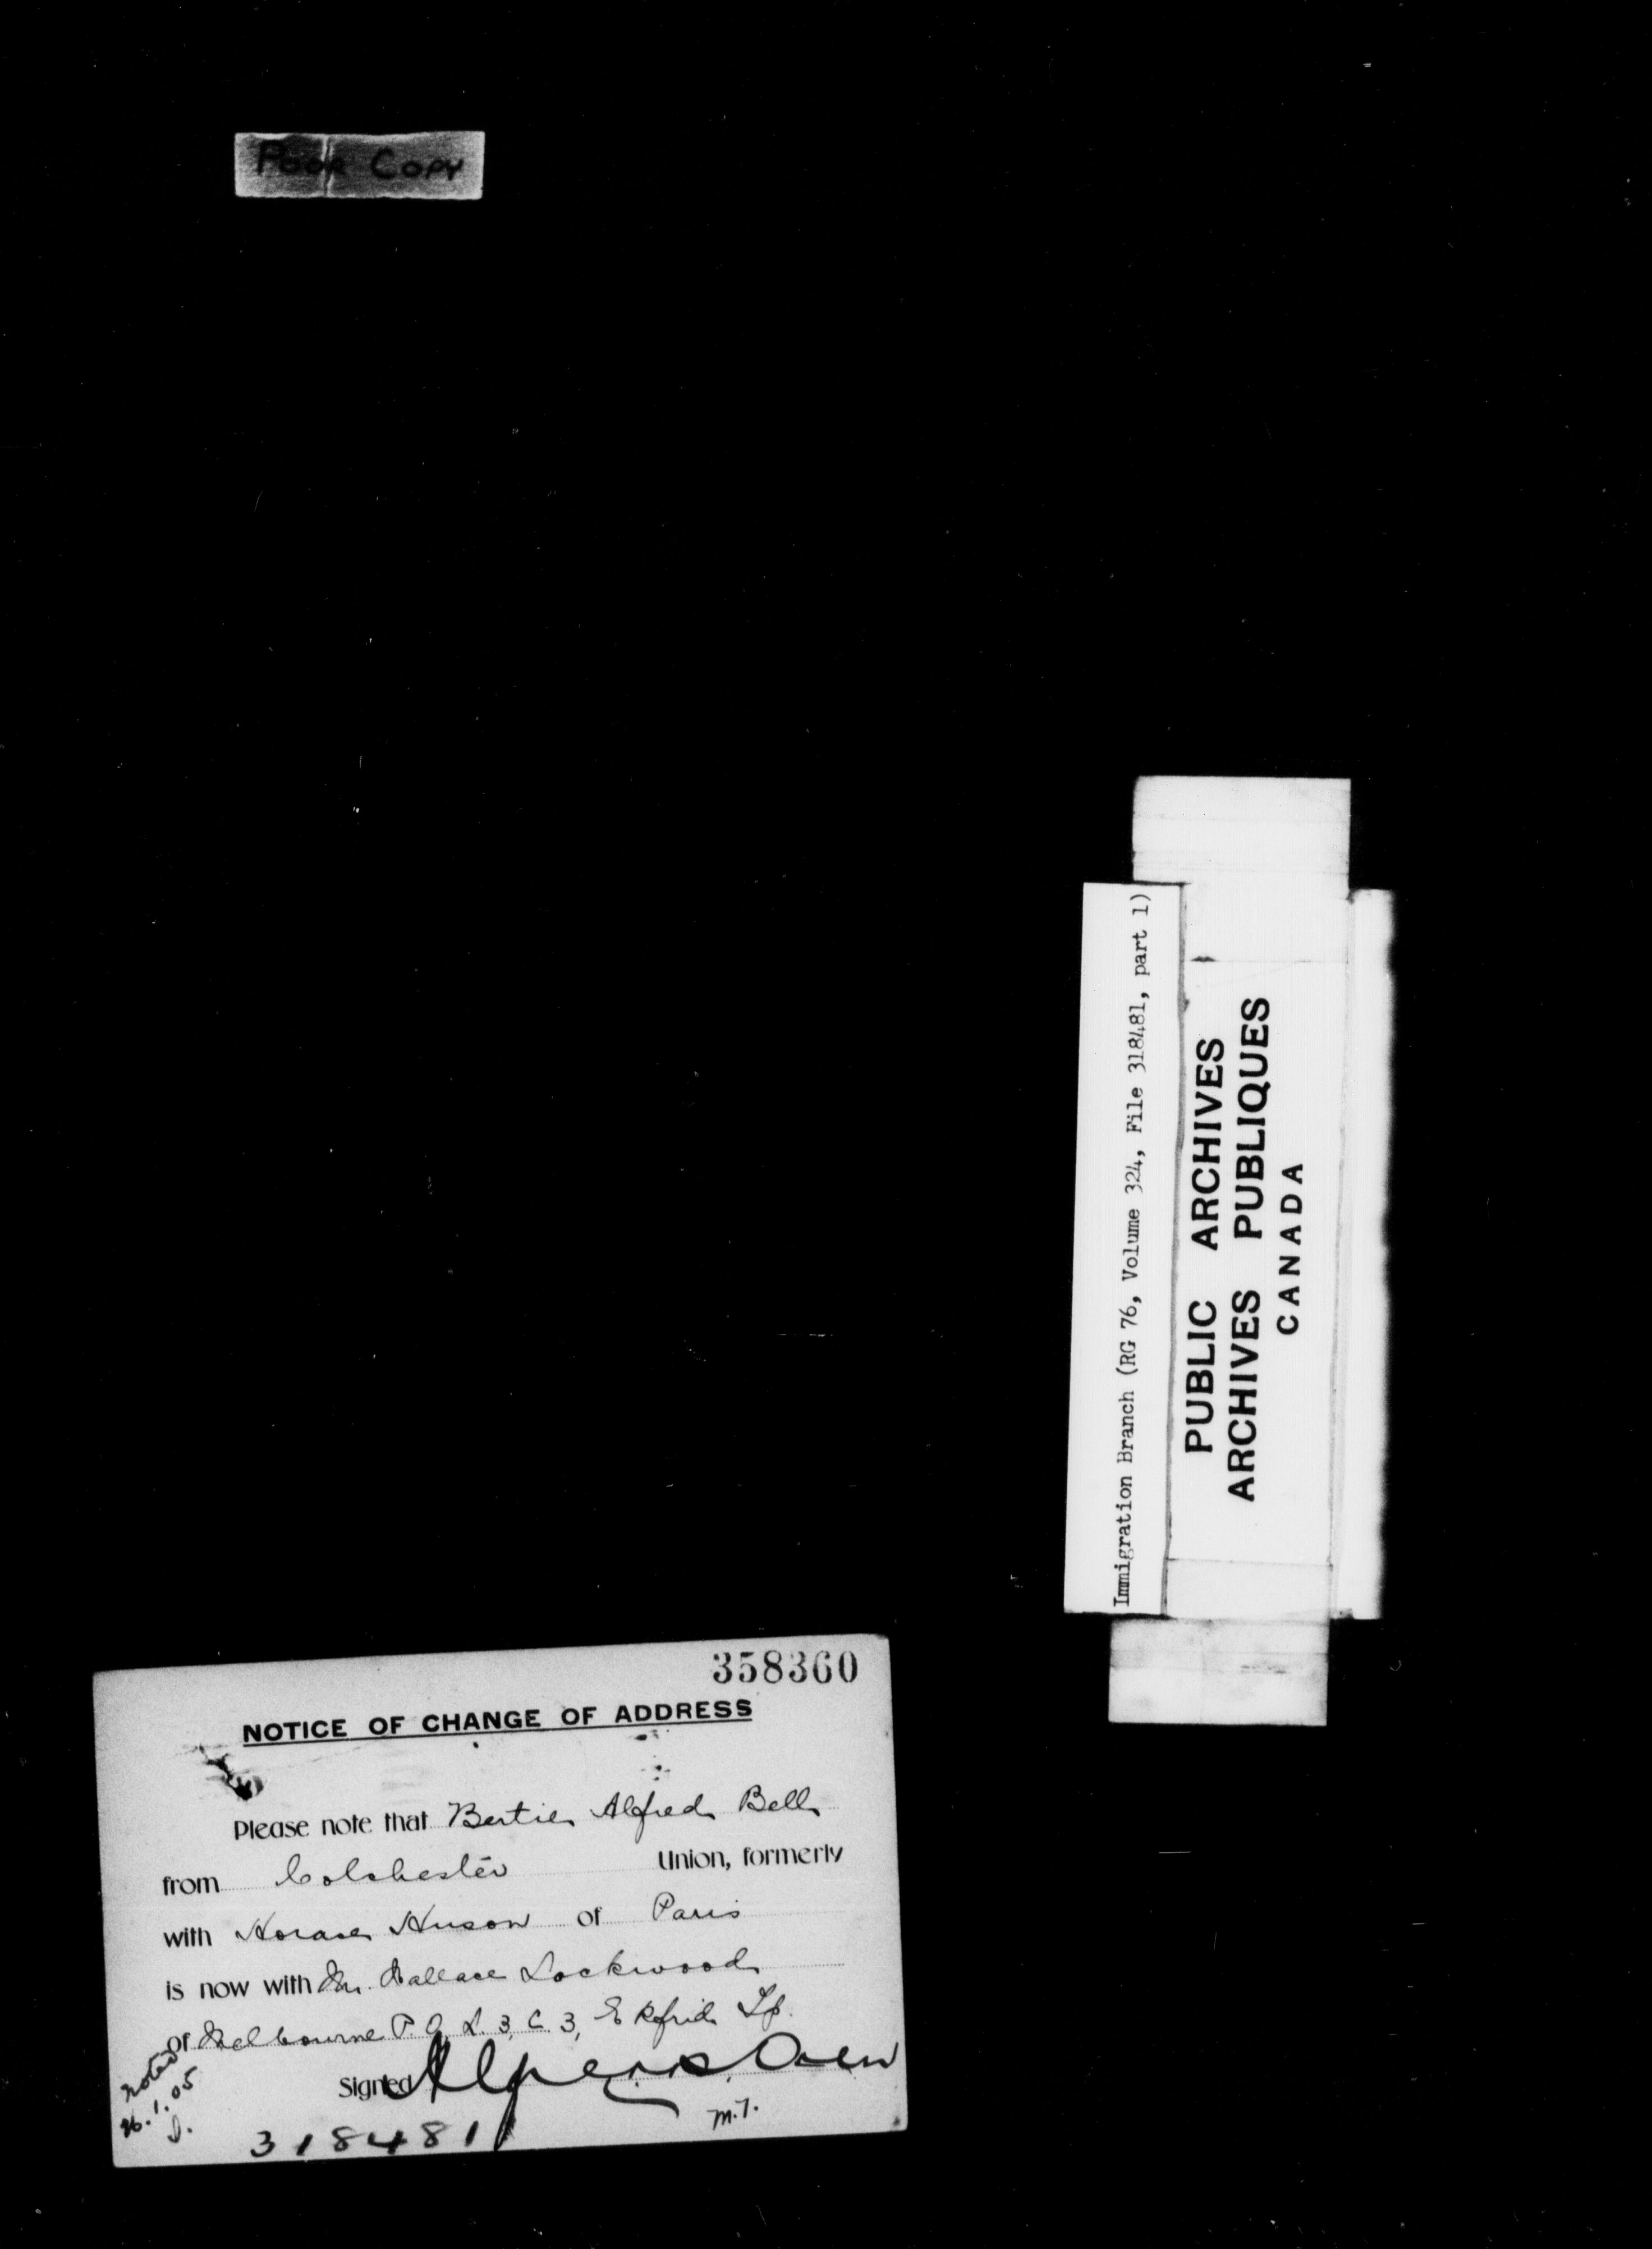 Poor Copy
Immigration Branch (RG 76, Volume 324, File 318481, part 1)
PUBLIC ARCHIVES
ARCHIVES PUBLIQUES
CANADA
358360
NOTICE OF CHANGE OF ADDRESS
Please note that Bertie Alfred Bell
from Colchester Union, formerly
with Horace Huson of Paris
is now with Mr. Wallace Lockwood
of Melbourne P.O. L. 3, C. 3, Ekfrid Tp.
Signed
M.7.
noted
26.1.05
318481